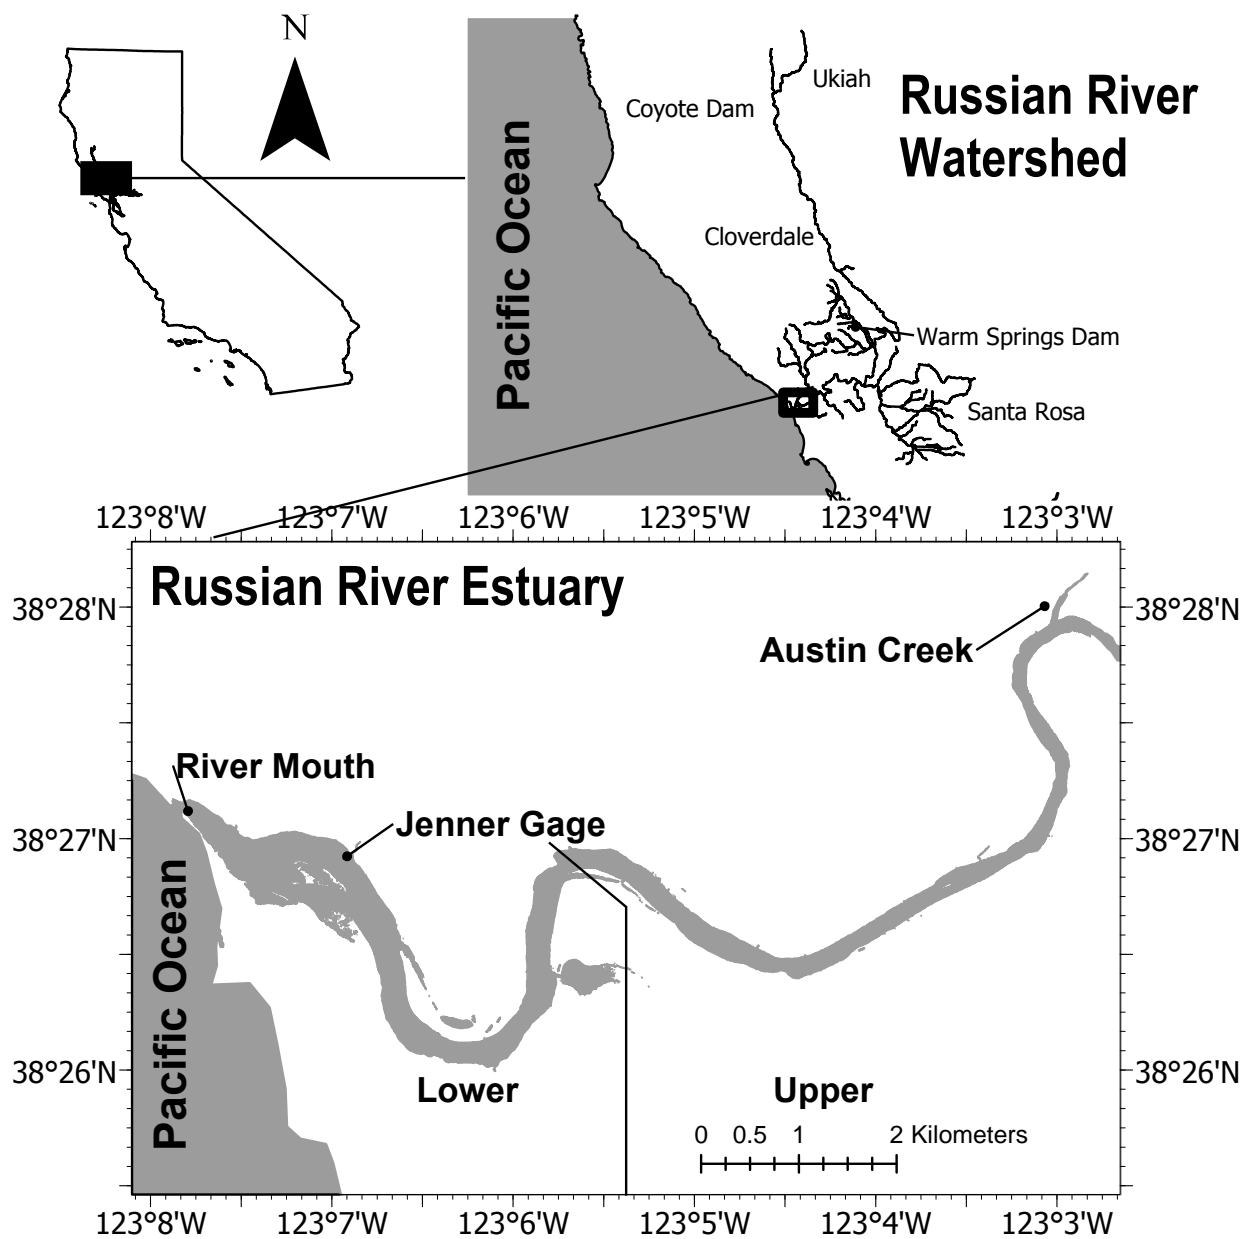 N
Ukiah
Coyote Dam
Russian River
Watershed
Pacific Ocean
Cloverdale
Warm Springs Dam
Santa Rosa
123°8'W 123°7'W 123°6'W 123°5'W 123°4'W 123°3'W
Russian River Estuary
38°28'N 38°28'N
Austin Creek
River Mouth
Jenner Gage
38°27'N 38°27'N
Pacific Ocean
38°26'N 38°26'N
Lower Upper
0 0.5 1 2 Kilometers
123°8'W 123°7'W 123°6'W 123°5'W 123°4'W 123°3'W